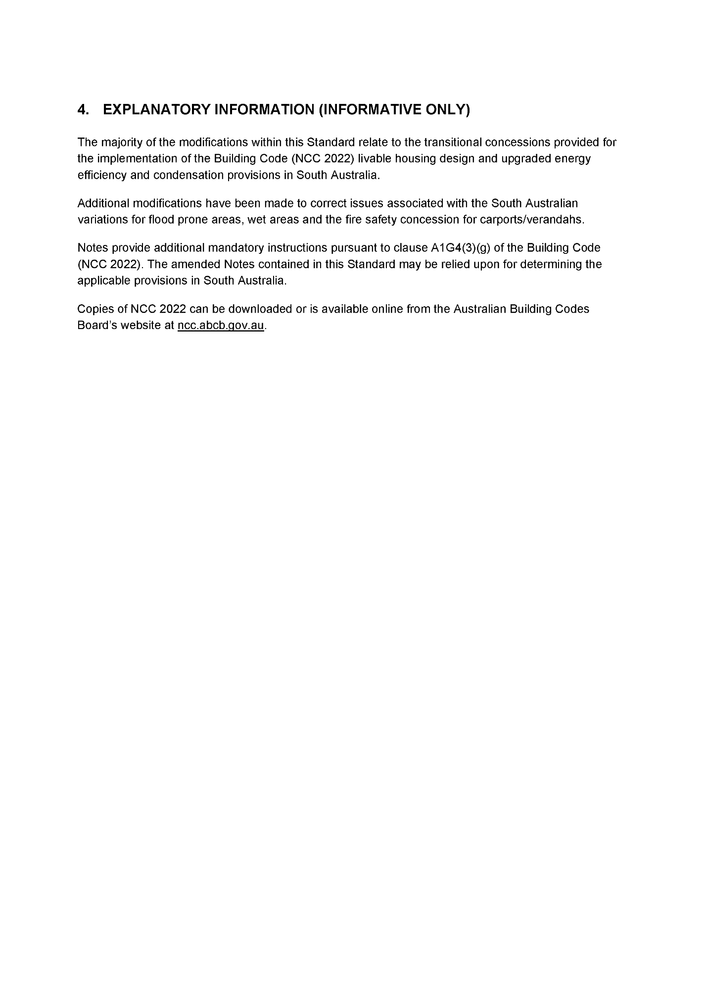 4. EXPLANATORY INFORMATION (INFORMATIVE ONLY)
The majority of the modifications within this Standard relate to the transitional concessions provided for
the implementation of the Building Code (NCC 2022) livable housing design and upgraded energy
efficiency and condensation provisions in South Australia.
Additional modifications have been made to correct issues associated with the South Australian
variations for flood prone areas, wet areas and the fire safety concession for carports/verandahs.
Notes provide additional mandatory instructions pursuant to clause A1G4(3)(g) of the Building Code
(NCC 2022). The amended Notes contained in this Standard may be relied upon for determining the
applicable provisions in South Australia.
Copies of NCC 2022 can be downloaded or is available online from the Australian Building Codes
Board’s website at ncc.abcb.gov.au.